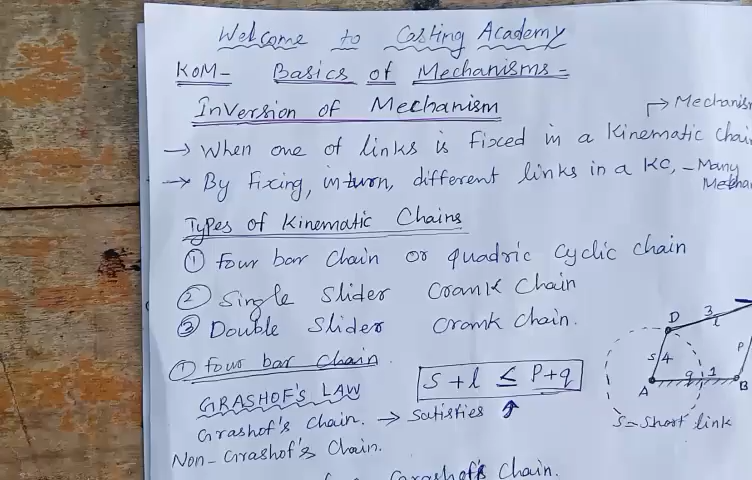 Welcome to Casting Academy
KOM- Basics of Mechanisms-
Inversion of Mechanism
→ Mechanism
→ When one of links is fixed in a kinematic chain
→ By fixing, in turn, different links in a KC, - Many
Types of Kinematic Chains
① four bar chain or quadric cyclic chain
② Single Slider Crank Chain
③ Double Slider Crank Chain.
① four bar chain
S + l ≤ P+q
GRASHOF'S LAW
Grashof's Chain. → Satisfies ↑
Non-Grashof's Chain.
Grashof's Chain.
D 3 l
S 4 P
A q 1 B
S = Short link